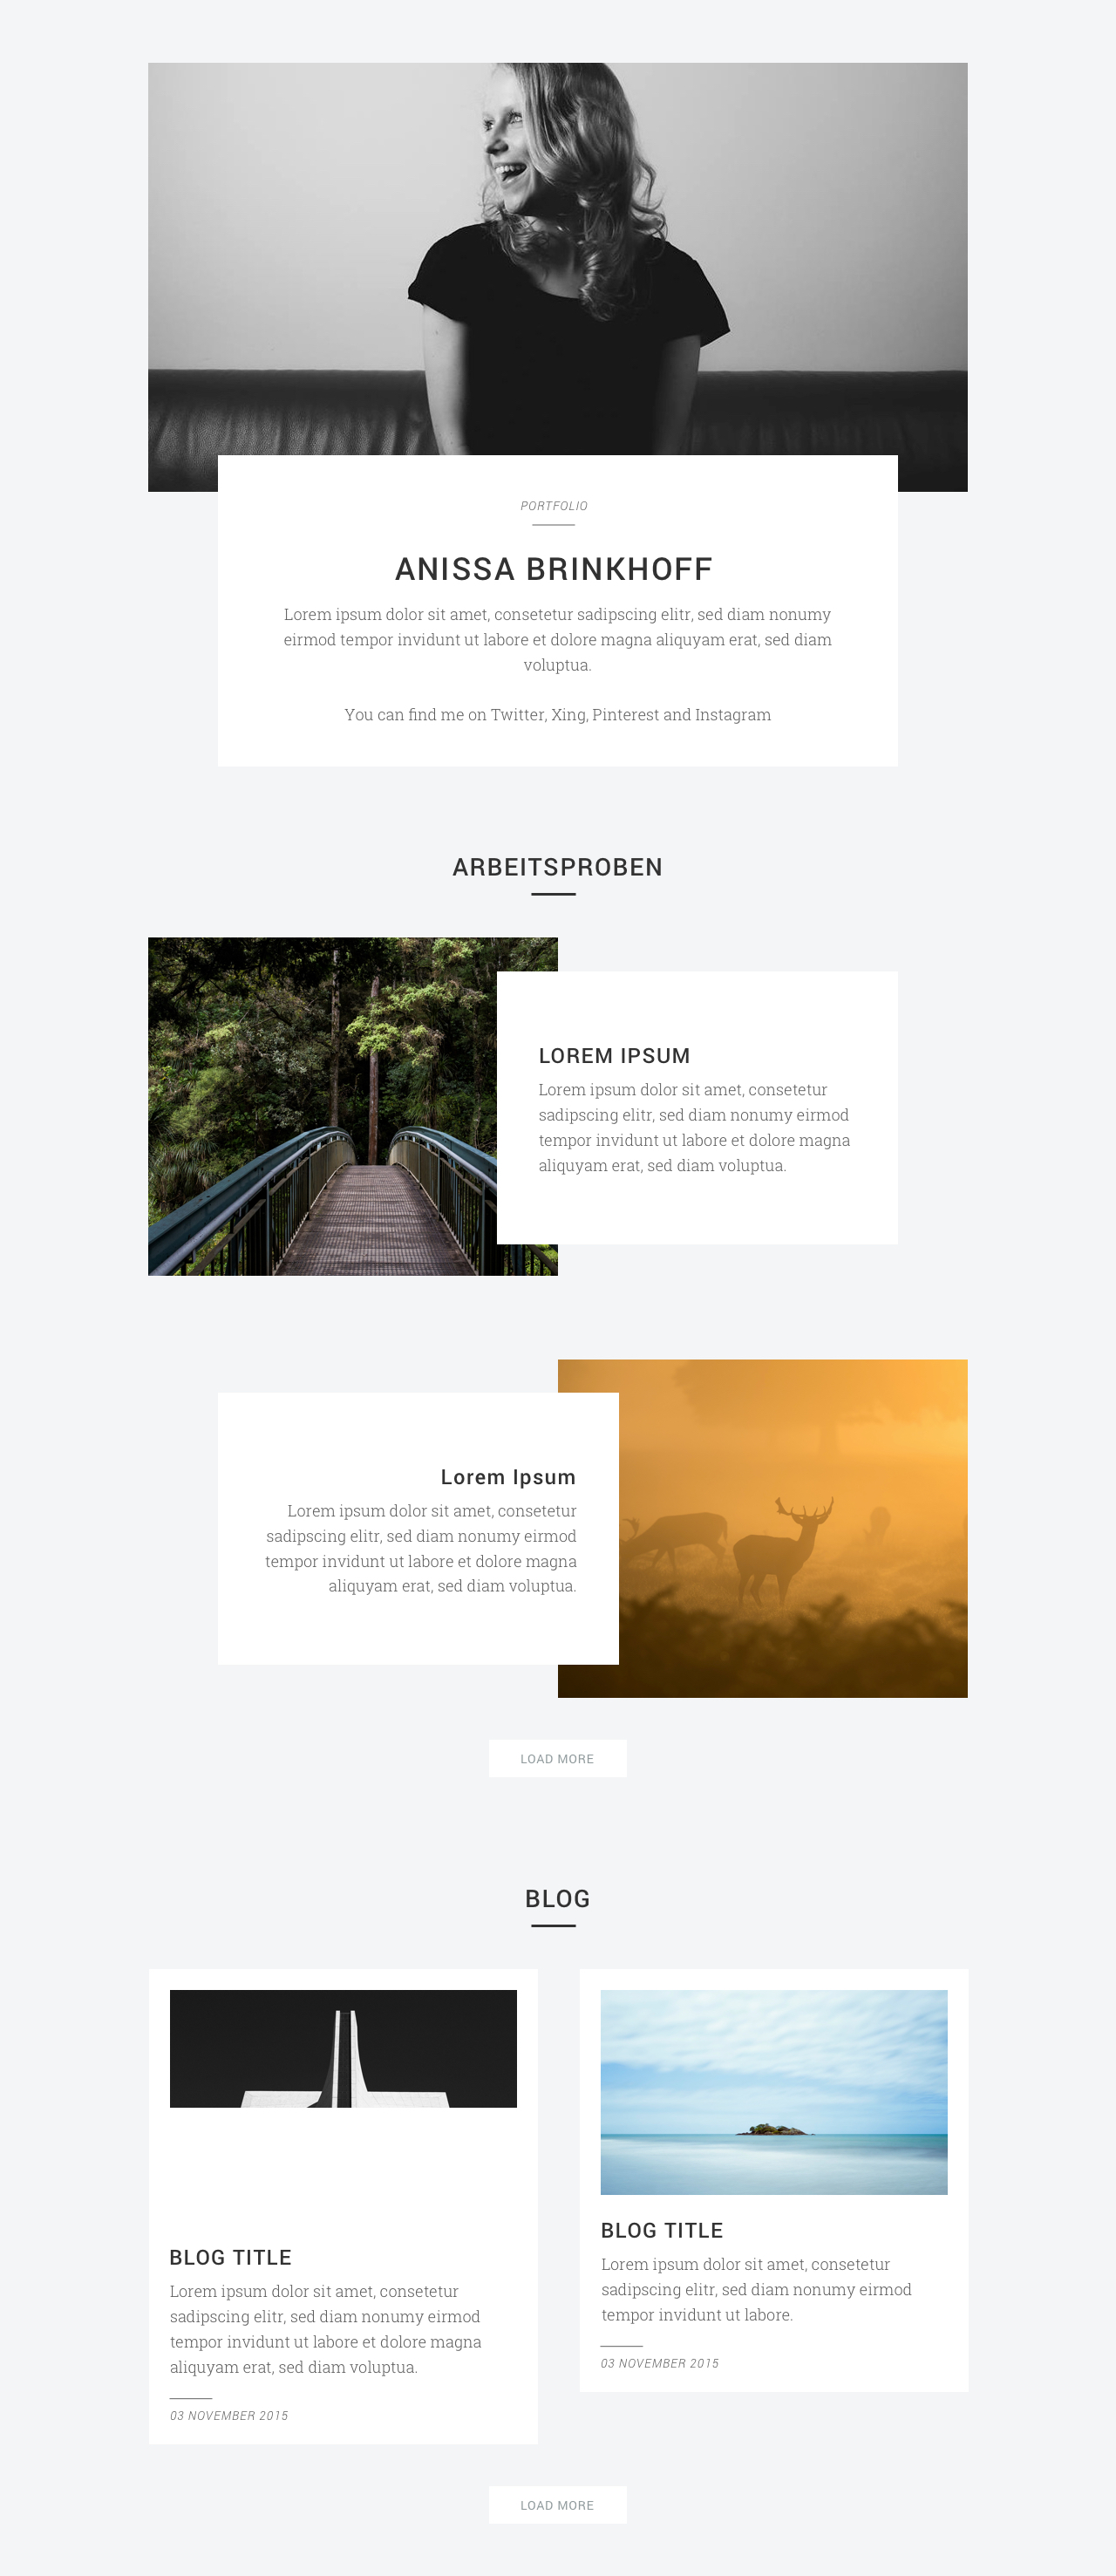 PORTFOLIO
ANISSA BRINKHOFF
Lorem ipsum dolor sit amet, consetetur sadipscing elitr, sed diam nonumy
eirmod tempor invidunt ut labore et dolore magna aliquyam erat, sed diam
voluptua.
You can find me on Twitter, Xing, Pinterest and Instagram
ARBEITSPROBEN
LOREM IPSUM
Lorem ipsum dolor sit amet, consetetur
sadipscing elitr, sed diam nonumy eirmod
tempor invidunt ut labore et dolore magna
aliquyam erat, sed diam voluptua.
Lorem Ipsum
Lorem ipsum dolor sit amet, consetetur
sadipscing elitr, sed diam nonumy eirmod
tempor invidunt ut labore et dolore magna
aliquyam erat, sed diam voluptua.
LOAD MORE
BLOG
BLOG TITLE
Lorem ipsum dolor sit amet, consetetur
sadipscing elitr, sed diam nonumy eirmod
tempor invidunt ut labore et dolore magna
aliquyam erat, sed diam voluptua.
03 NOVEMBER 2015
BLOG TITLE
Lorem ipsum dolor sit amet, consetetur
sadipscing elitr, sed diam nonumy eirmod
tempor invidunt ut labore.
03 NOVEMBER 2015
LOAD MORE